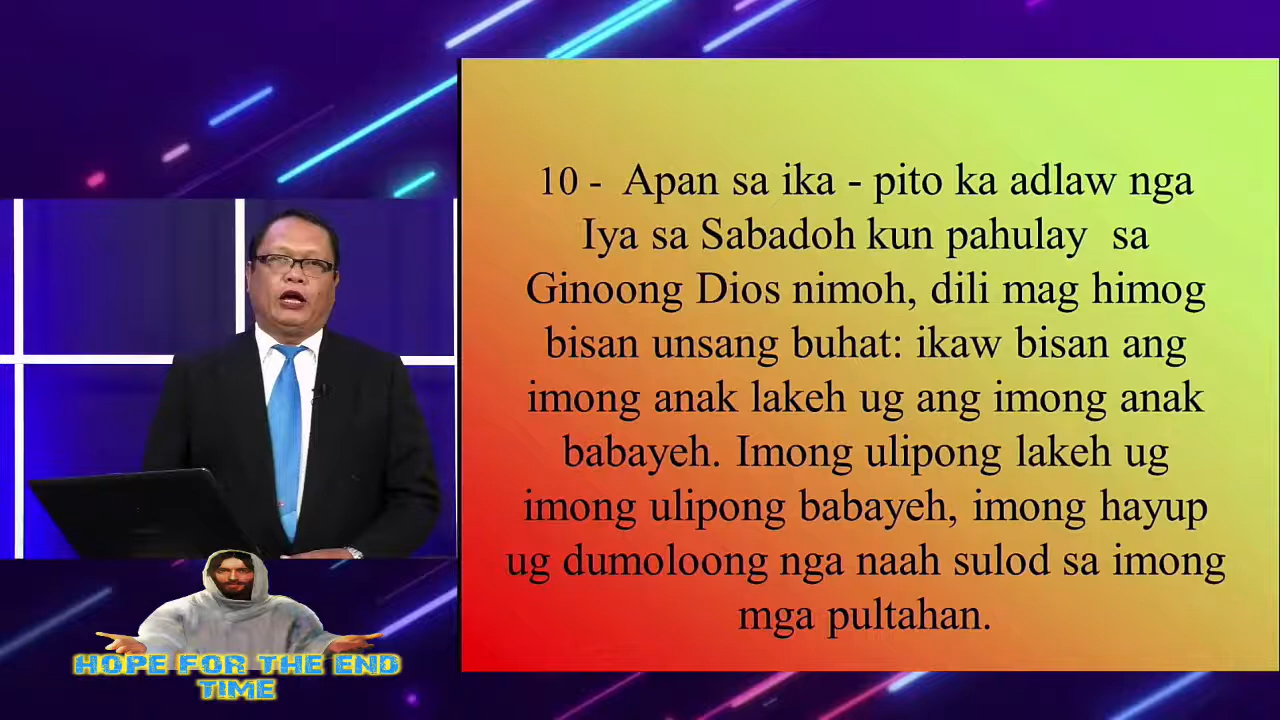 10 - Apan sa ika - pito ka adlaw nga
Iya sa Sabadoh kun pahulay sa
Ginoong Dios nimoh, dili mag himog
bisan unsang buhat: ikaw bisan ang
imong anak lakeh ug ang imong anak
babayeh. Imong ulipong lakeh ug
imong ulipong babayeh, imong hayup
ug dumoloong nga naah sulod sa imong
mga pultahan.
HOPE FOR THE END
TIME